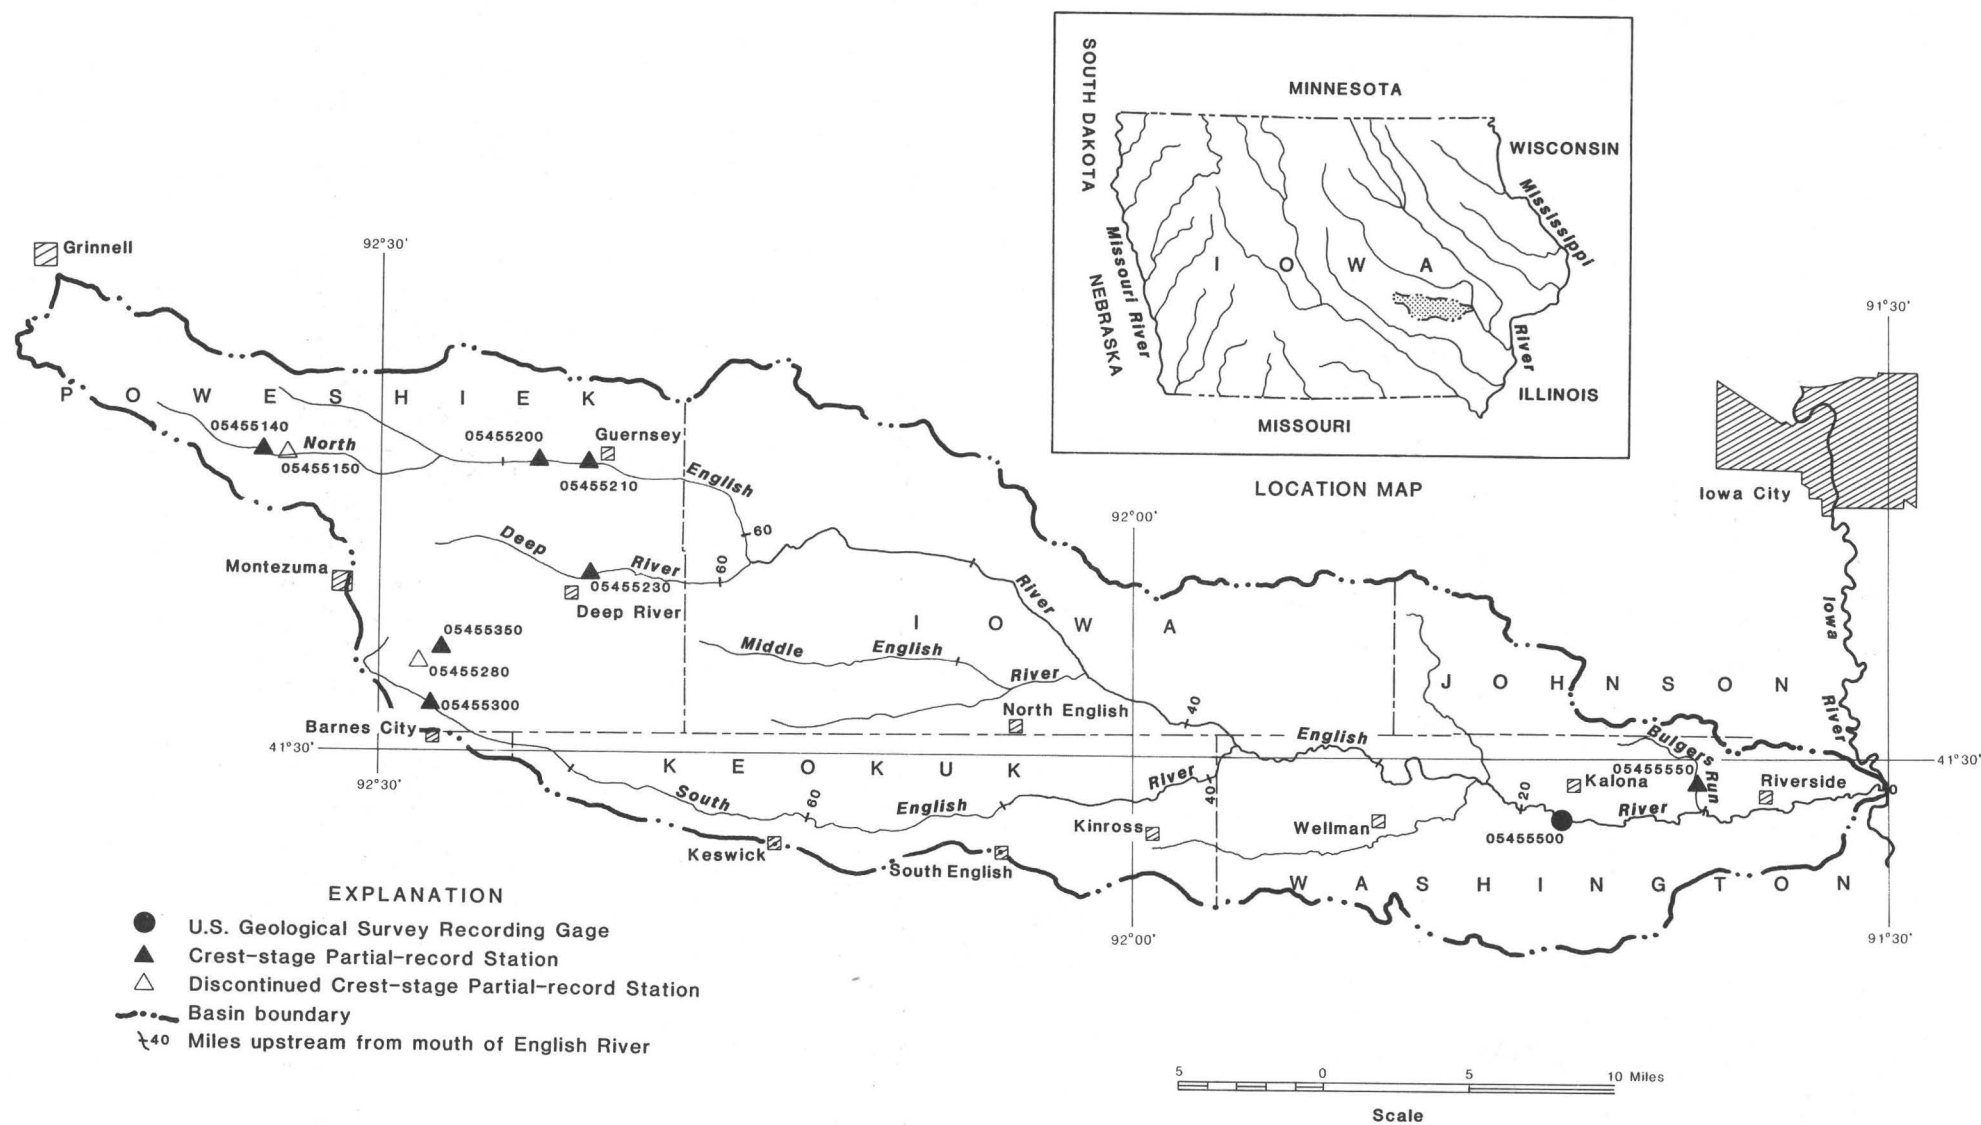 SOUTH DAKOTA
MINNESOTA
WISCONSIN
Mississippi
River
Missouri River
NEBRASKA
I O W A
ILLINOIS
MISSOURI
LOCATION MAP
Grinnell
92°30'
91°30'
P O W E S H I E K
05455140
North
05455150
05455200
Guernsey
05455210
English
60
Iowa City
92°00'
Deep
River
60
05455230
Deep River
Montezuma
River
I O W A
Iowa
River
05455350
05455280
05455300
Middle
English
River
J O H N S O N
North English
40
Barnes City
41°30'
92°30'
K E O K U K
English
Bulgers Run
05455550
41°30'
South
60
English
River
40
Kalona
Riverside
0
20
River
Kinross
Wellman
05455500
Keswick
South English
W A S H I N G T O N
92°00'
91°30'
EXPLANATION
U.S. Geological Survey Recording Gage
Crest-stage Partial-record Station
Discontinued Crest-stage Partial-record Station
Basin boundary
40 Miles upstream from mouth of English River
5 0 5 10 Miles
Scale